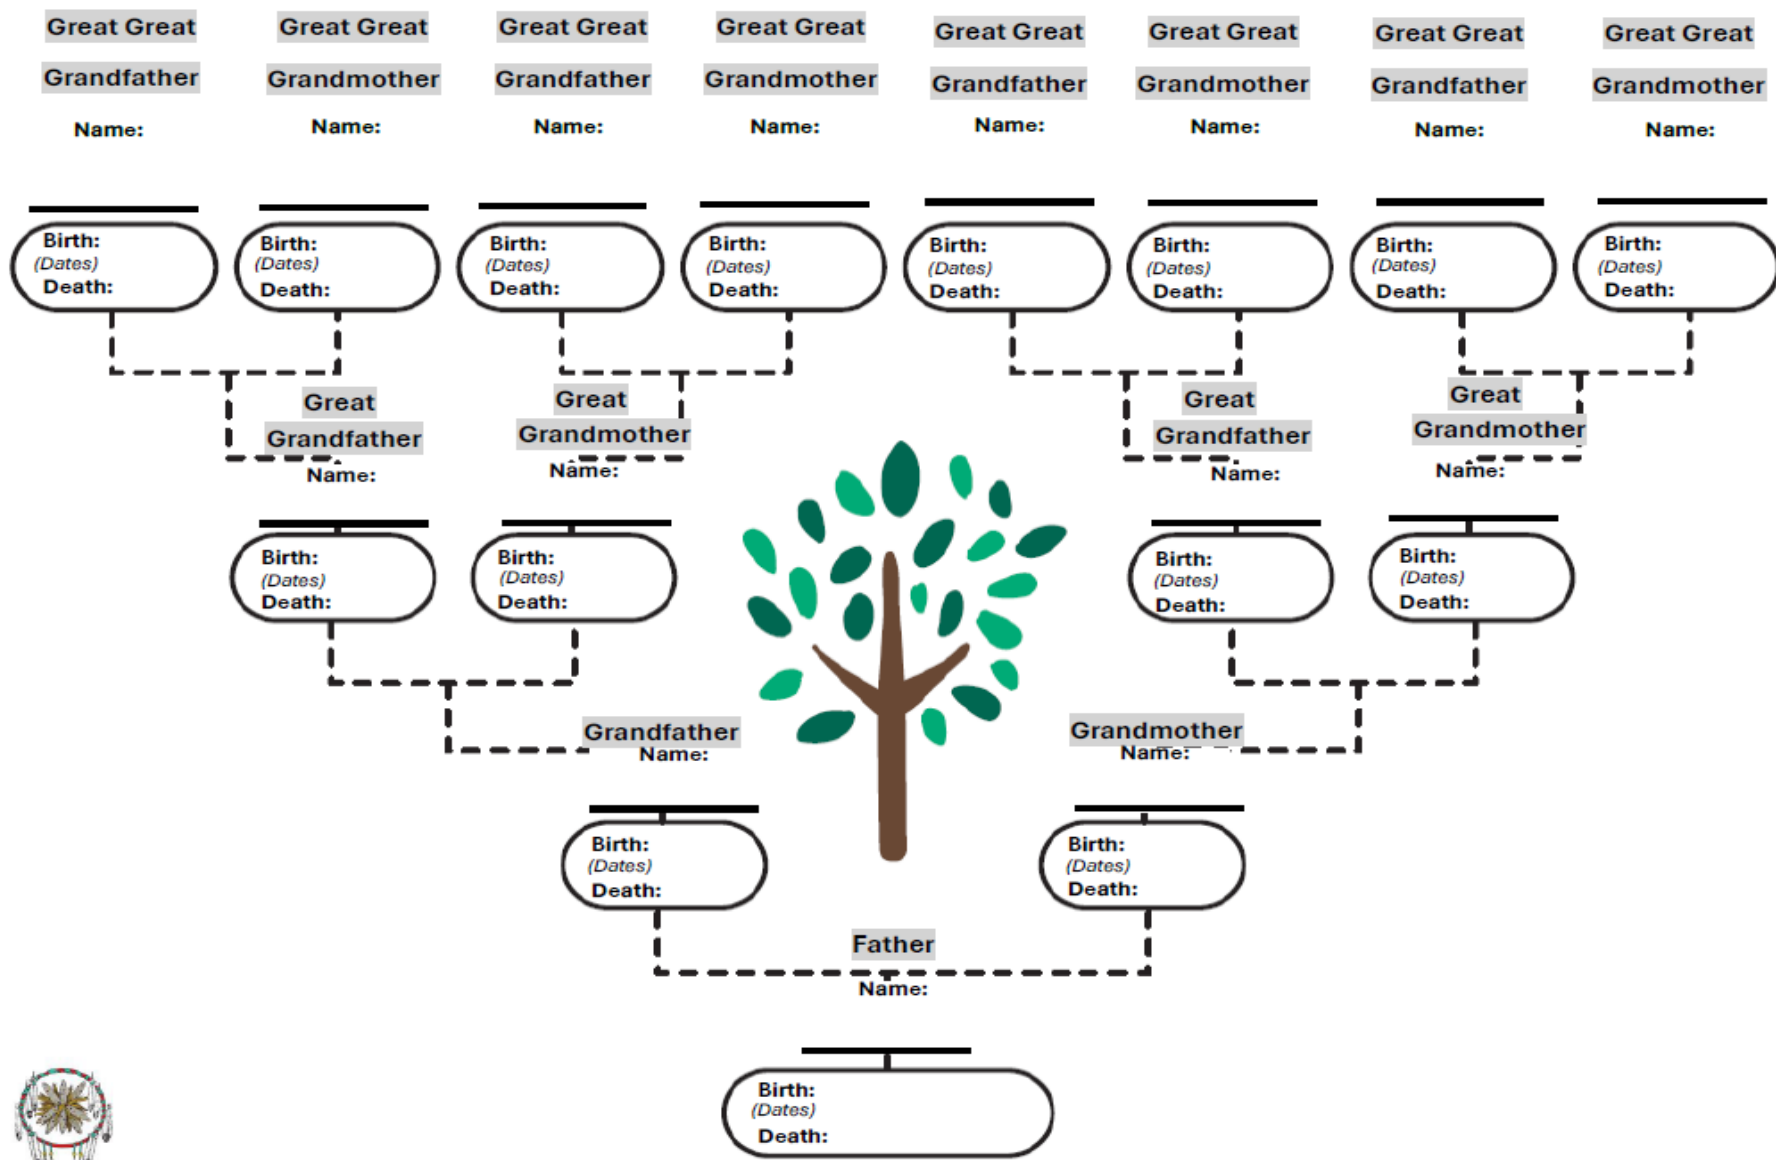 Great Great
Grandfather
Name:
Great Great
Grandmother
Name:
Great Great
Grandfather
Name:
Great Great
Grandmother
Name:
Great Great
Grandfather
Name:
Great Great
Grandmother
Name:
Great Great
Grandfather
Name:
Great Great
Grandmother
Name:
Birth:
(Dates)
Death:
Birth:
(Dates)
Death:
Birth:
(Dates)
Death:
Birth:
(Dates)
Death:
Birth:
(Dates)
Death:
Birth:
(Dates)
Death:
Birth:
(Dates)
Death:
Birth:
(Dates)
Death:
Great
Grandfather
Name:
Great
Grandmother
Name:
Great
Grandfather
Name:
Great
Grandmother
Name:
Birth:
(Dates)
Death:
Birth:
(Dates)
Death:
Birth:
(Dates)
Death:
Birth:
(Dates)
Death:
Grandfather
Name:
Grandmother
Name:
Birth:
(Dates)
Death:
Birth:
(Dates)
Death:
Father
Name:
Birth:
(Dates)
Death: